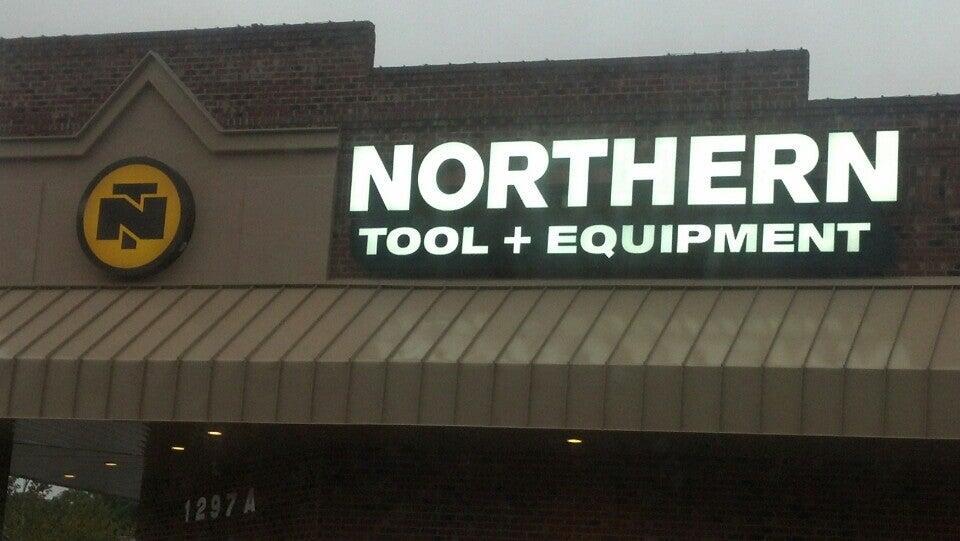 N
NORTHERN
TOOL + EQUIPMENT
1297A